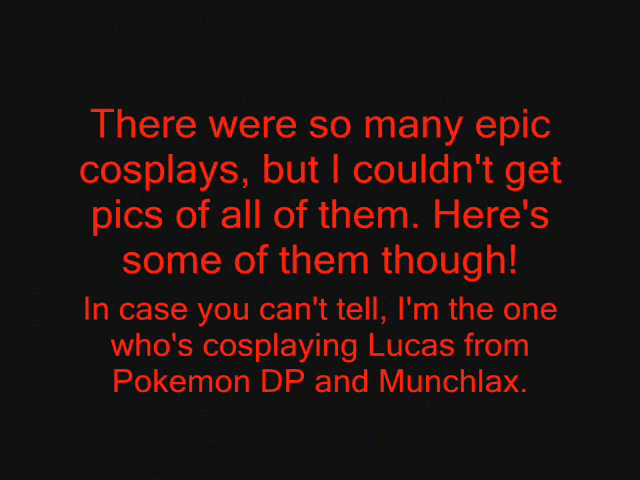 There were so many epic
cosplays, but I couldn't get
pics of all of them. Here's
some of them though!
In case you can't tell, I'm the one
who's cosplaying Lucas from
Pokemon DP and Munchlax.